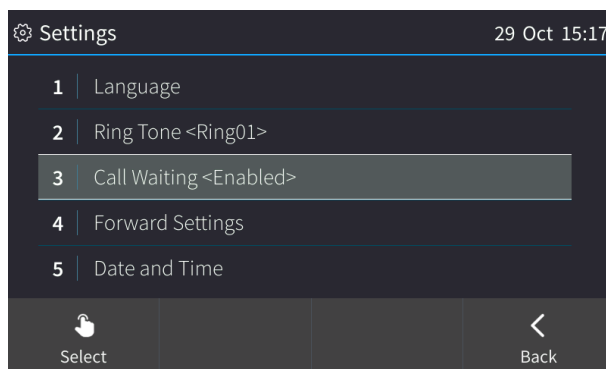 Settings 29 Oct 15:17
1 Language
2 Ring Tone <Ring01>
3 Call Waiting <Enabled>
4 Forward Settings
5 Date and Time
Select Back